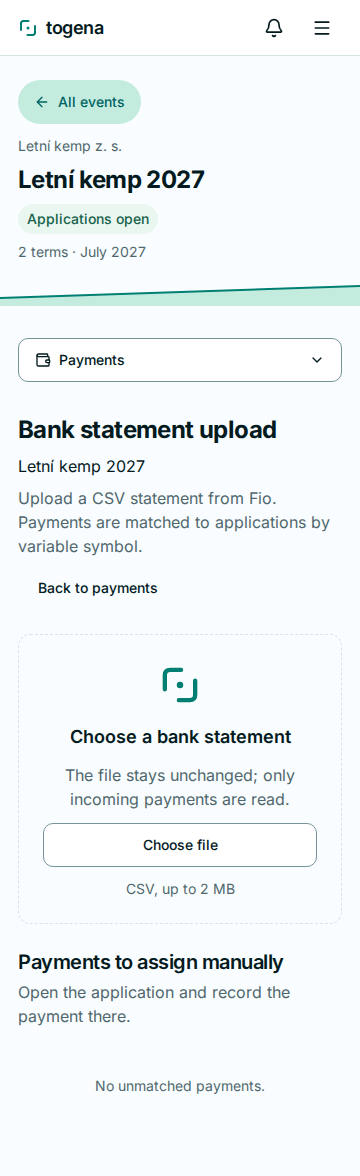 togena
All events
Letní kemp z. s.
Letní kemp 2027
Applications open
2 terms · July 2027
Payments
Bank statement upload
Letní kemp 2027
Upload a CSV statement from Fio.
Payments are matched to applications by
variable symbol.
Back to payments
Choose a bank statement
The file stays unchanged; only
incoming payments are read.
Choose file
CSV, up to 2 MB
Payments to assign manually
Open the application and record the
payment there.
No unmatched payments.